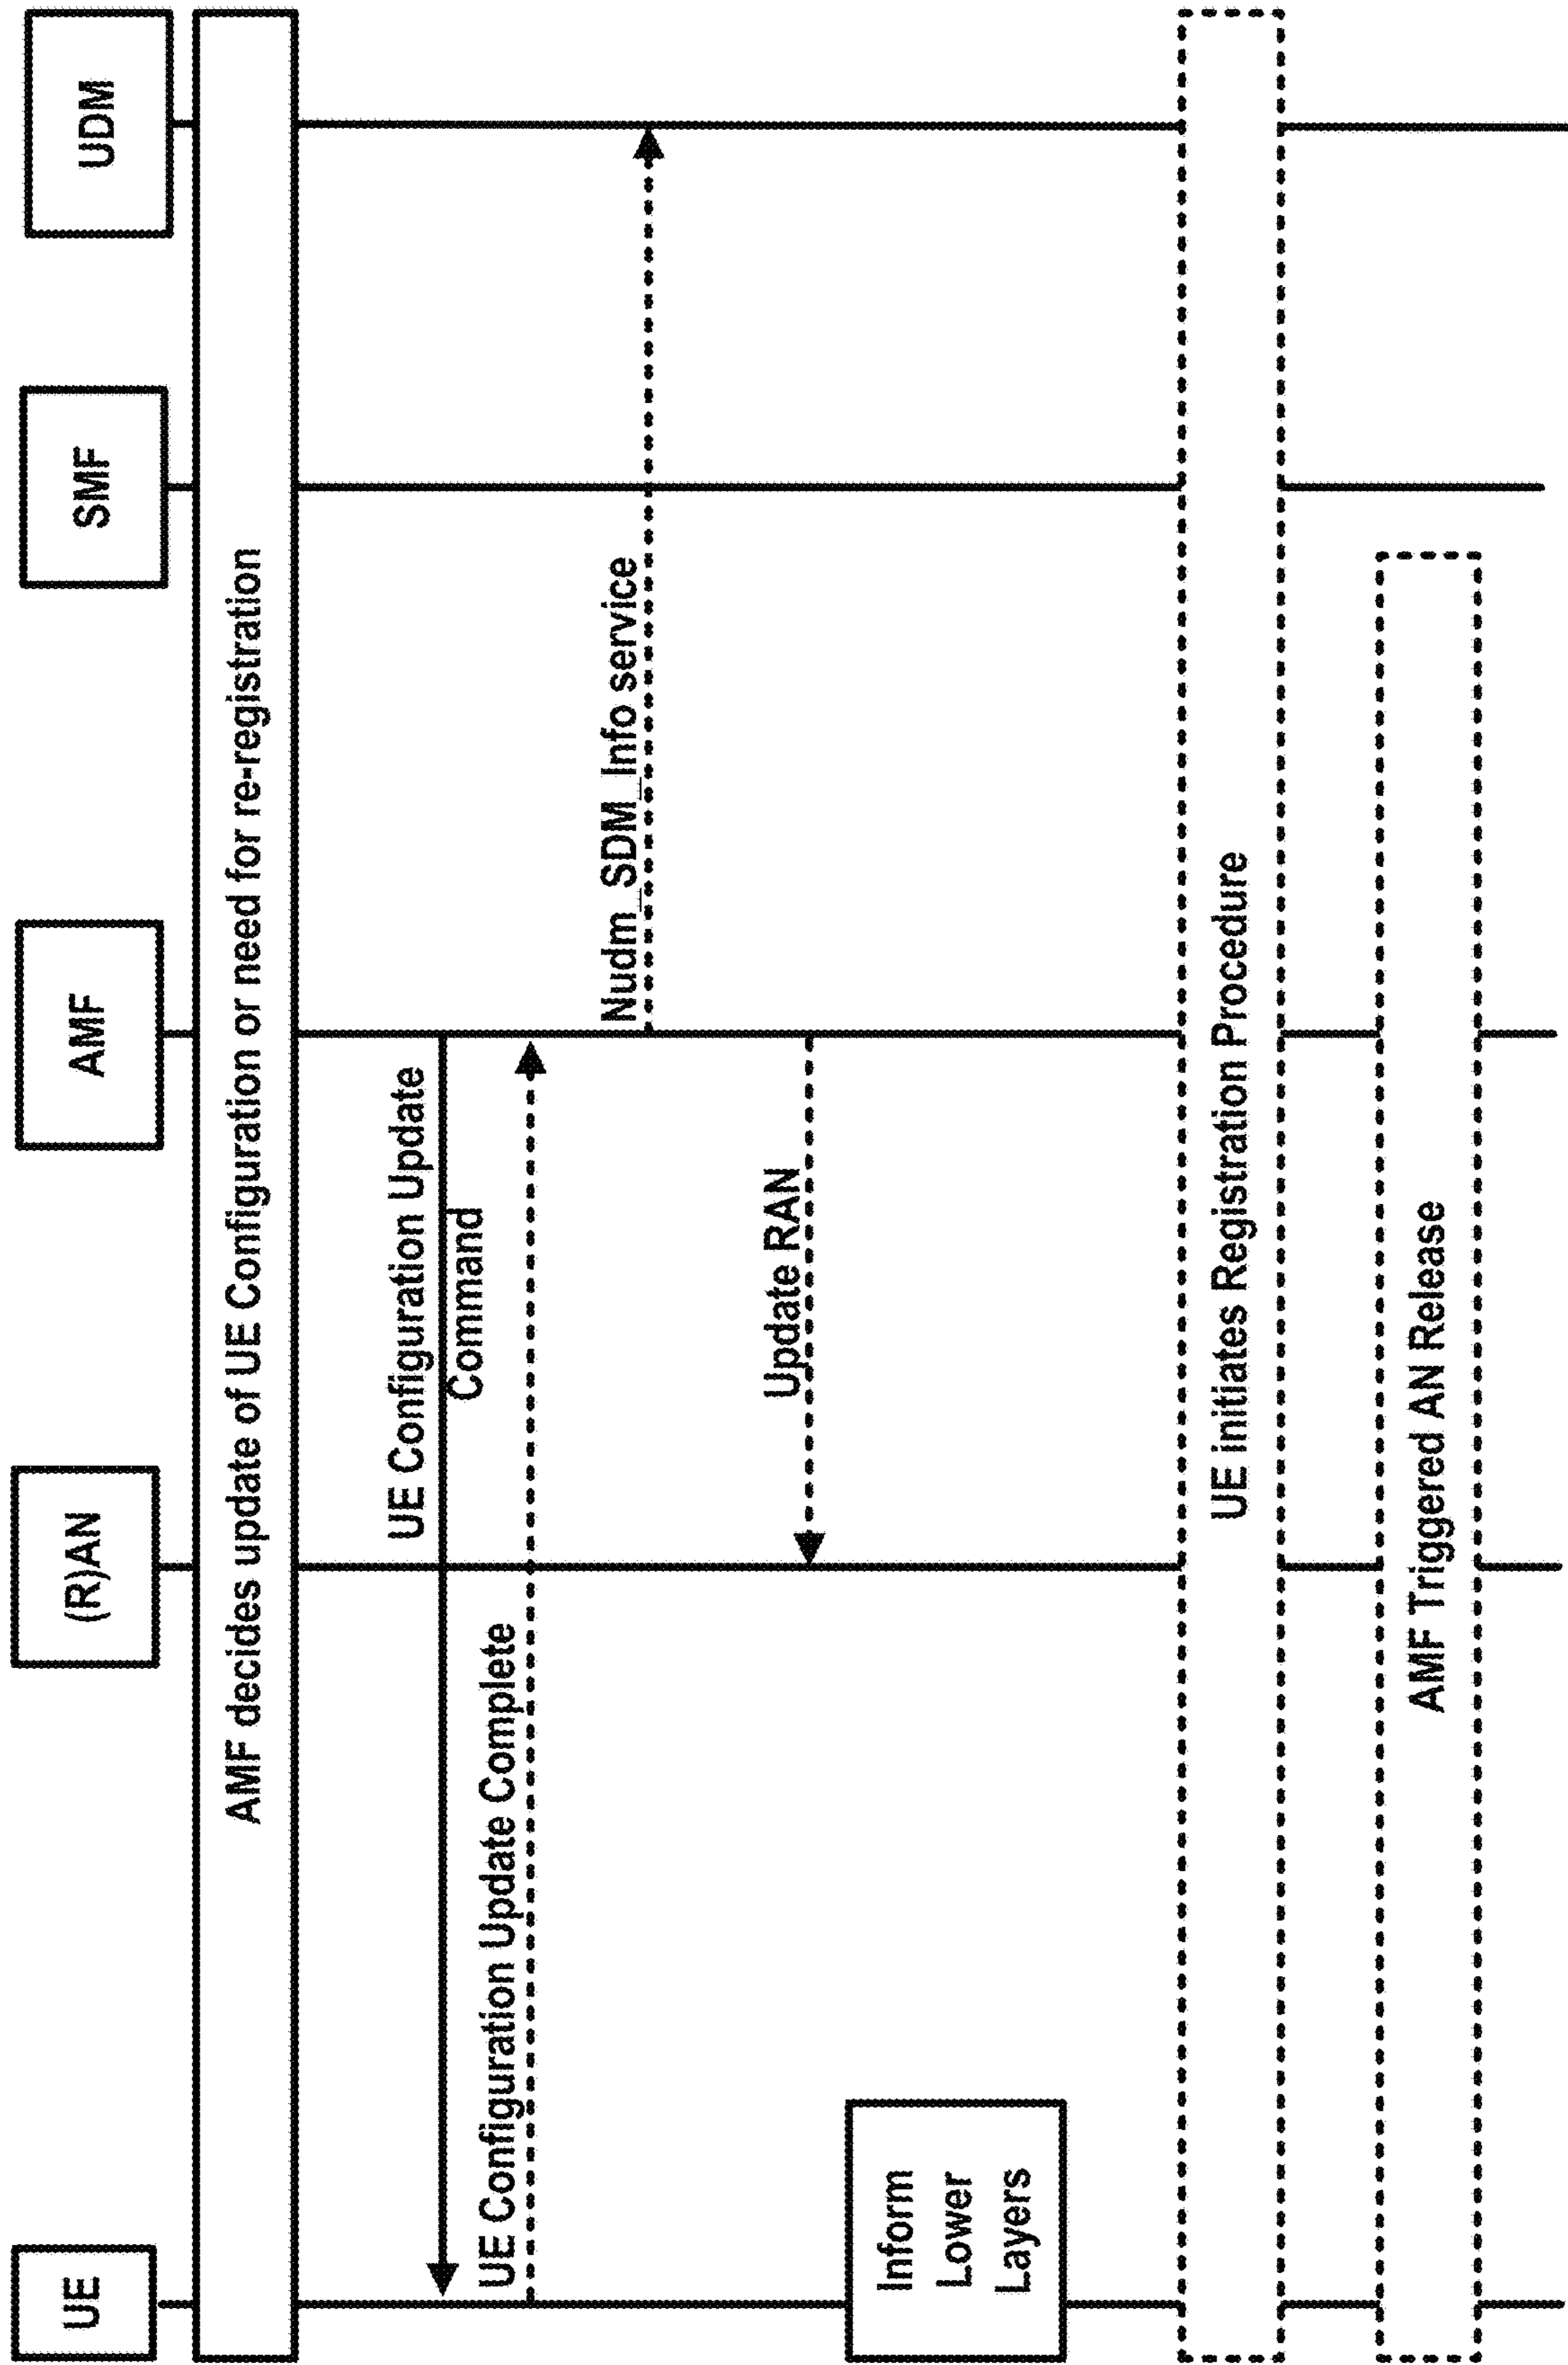 UE
(R)AN
AMF
SMF
UDM
AMF decides update of UE Configuration or need for re-registration
UE Configuration Update
Command
UE Configuration Update Complete
Nudm_SDM_Info service
Update RAN
Inform
Lower
Layers
UE initiates Registration Procedure
AMF Triggered AN Release